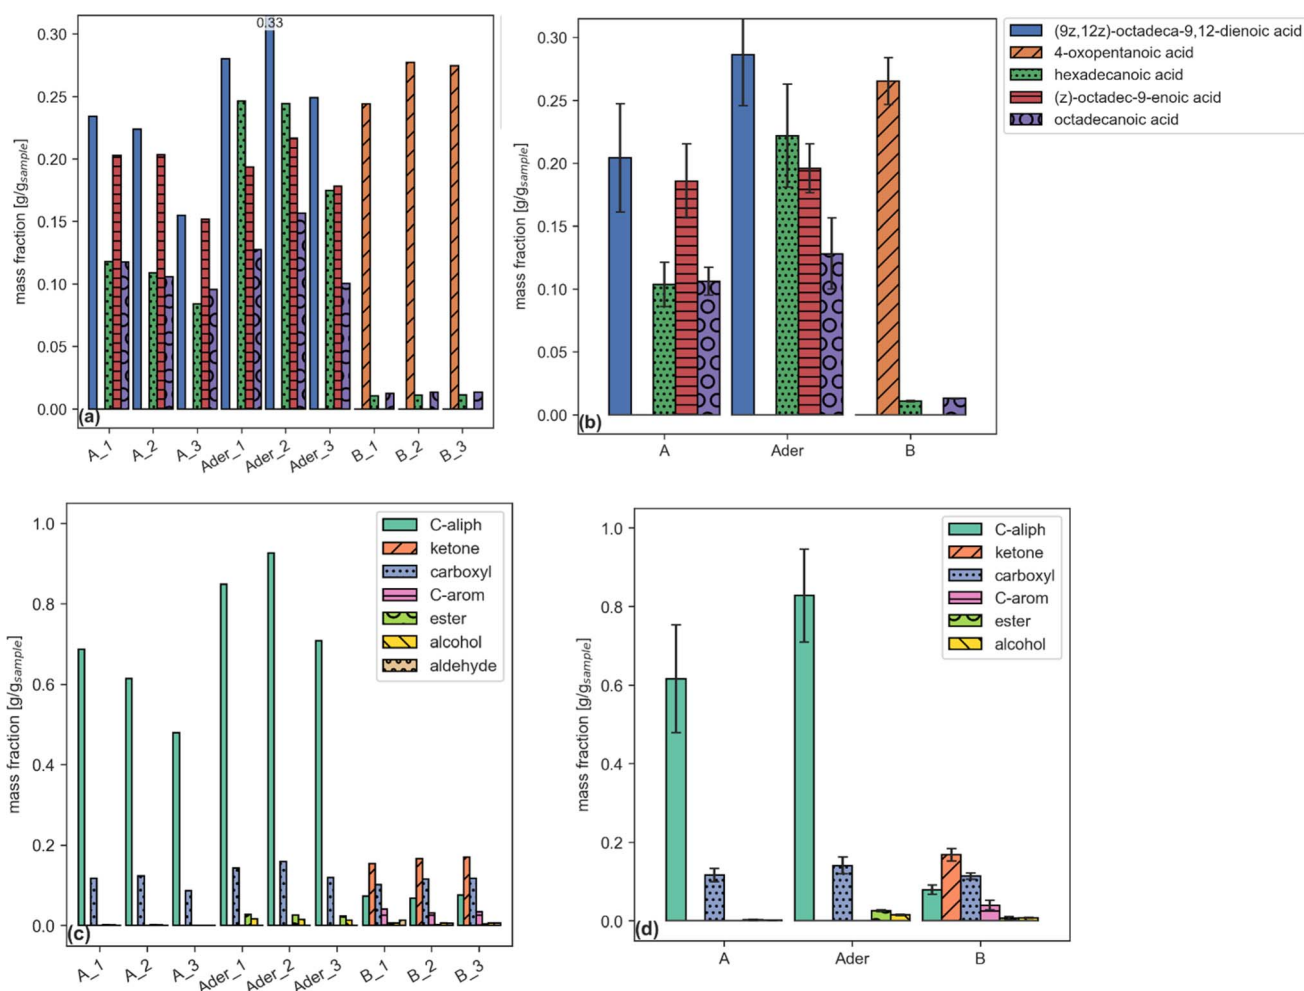 0.33
0.30
0.25
0.20
0.15
0.10
0.05
0.00
mass fraction [g/gsample]
(a)
A_1 A_2 A_3 Ader_1 Ader_2 Ader_3 B_1 B_2 B_3
0.30
0.25
0.20
0.15
0.10
0.05
0.00
mass fraction [g/gsample]
(b)
A Ader B
(9z,12z)-octadeca-9,12-dienoic acid
4-oxopentanoic acid
hexadecanoic acid
(z)-octadec-9-enoic acid
octadecanoic acid
1.0
0.8
0.6
0.4
0.2
0.0
mass fraction [g/gsample]
C-aliph
ketone
carboxyl
C-arom
ester
alcohol
aldehyde
(c)
A_1 A_2 A_3 Ader_1 Ader_2 Ader_3 B_1 B_2 B_3
1.0
0.8
0.6
0.4
0.2
0.0
mass fraction [g/gsample]
C-aliph
ketone
carboxyl
C-arom
ester
alcohol
(d)
A Ader B